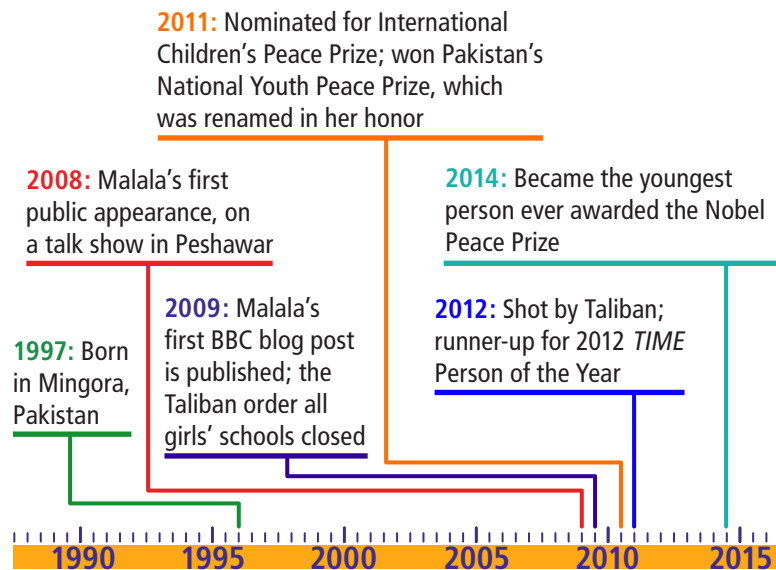 2011: Nominated for International
Children’s Peace Prize; won Pakistan’s
National Youth Peace Prize, which
was renamed in her honor
2008: Malala’s first
public appearance, on
a talk show in Peshawar
2014: Became the youngest
person ever awarded the Nobel
Peace Prize
2009: Malala’s
first BBC blog post
is published; the
Taliban order all
girls’ schools closed
2012: Shot by Taliban;
runner-up for 2012 TIME
Person of the Year
1997: Born
in Mingora,
Pakistan
1990 1995 2000 2005 2010 2015